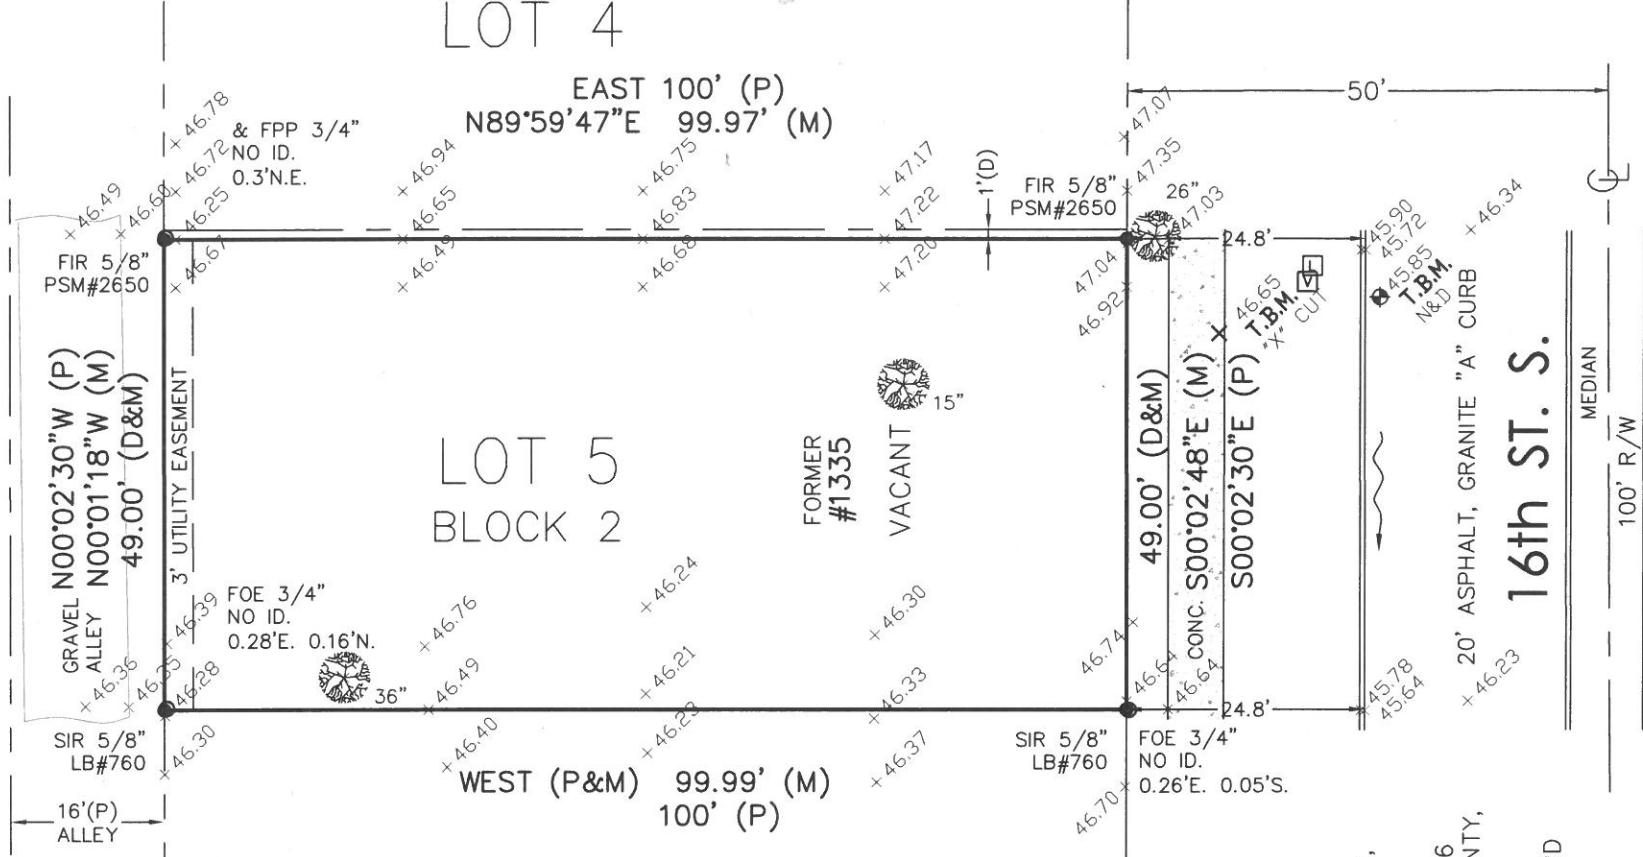 LOT 4
EAST 100' (P)
N89°59'47"E 99.97' (M)
50'
& FPP 3/4"
NO ID.
0.3'N.E.
46.78
46.72
46.49
46.60
46.25
46.67
46.94
46.65
46.49
46.75
46.83
46.68
47.17
47.22
47.20
1'(D)
47.07
47.35
47.03
26"
FIR 5/8"
PSM#2650
FIR 5/8"
PSM#2650
47.04
46.92
24.8'
45.90
45.72
46.34
45.85
T.B.M.
N&D
46.65
T.B.M.
"X" CUT
V
CL
GRAVEL
ALLEY
N00°02'30"W (P)
N00°01'18"W (M)
49.00' (D&M)
3' UTILITY EASEMENT
LOT 5
BLOCK 2
FORMER
#1335
VACANT
15"
49.00' (D&M)
CONC.
S00°02'48"E (M)
S00°02'30"E (P)
20' ASPHALT, GRANITE "A" CURB
16th ST. S.
MEDIAN
100' R/W
46.39
FOE 3/4"
NO ID.
0.28'E. 0.16'N.
36"
46.36
46.35
46.28
46.30
46.76
46.49
46.40
46.24
46.21
46.23
46.30
46.33
46.37
46.74
46.64
46.64
24.8'
45.78
45.64
46.23
46.70
SIR 5/8"
LB#760
SIR 5/8"
LB#760
FOE 3/4"
NO ID.
0.26'E. 0.05'S.
WEST (P&M) 99.99' (M)
100' (P)
16'(P)
ALLEY
NTY,